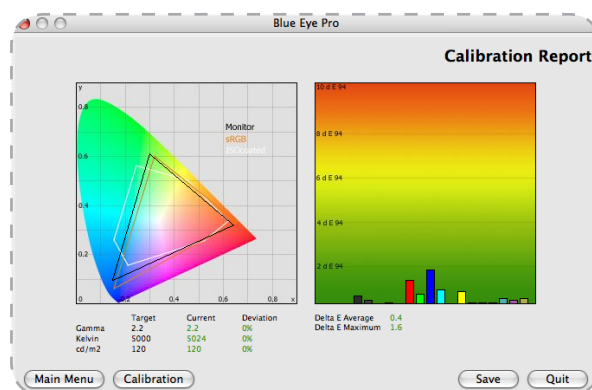 Blue Eye Pro
Calibration Report
y
0.8
0.6
0.4
0.2
0
0.2
0.4
0.6
0.8
x
Monitor
sRGB
ISOcoated
10 d E 94
8 d E 94
6 d E 94
4 d E 94
2 d E 94
Target Current Deviation
Gamma 2.2 2.2 0%
Kelvin 5000 5024 0%
cd/m2 120 120 0%
Delta E Average 0.4
Delta E Maximum 1.6
Main Menu Calibration Save Quit